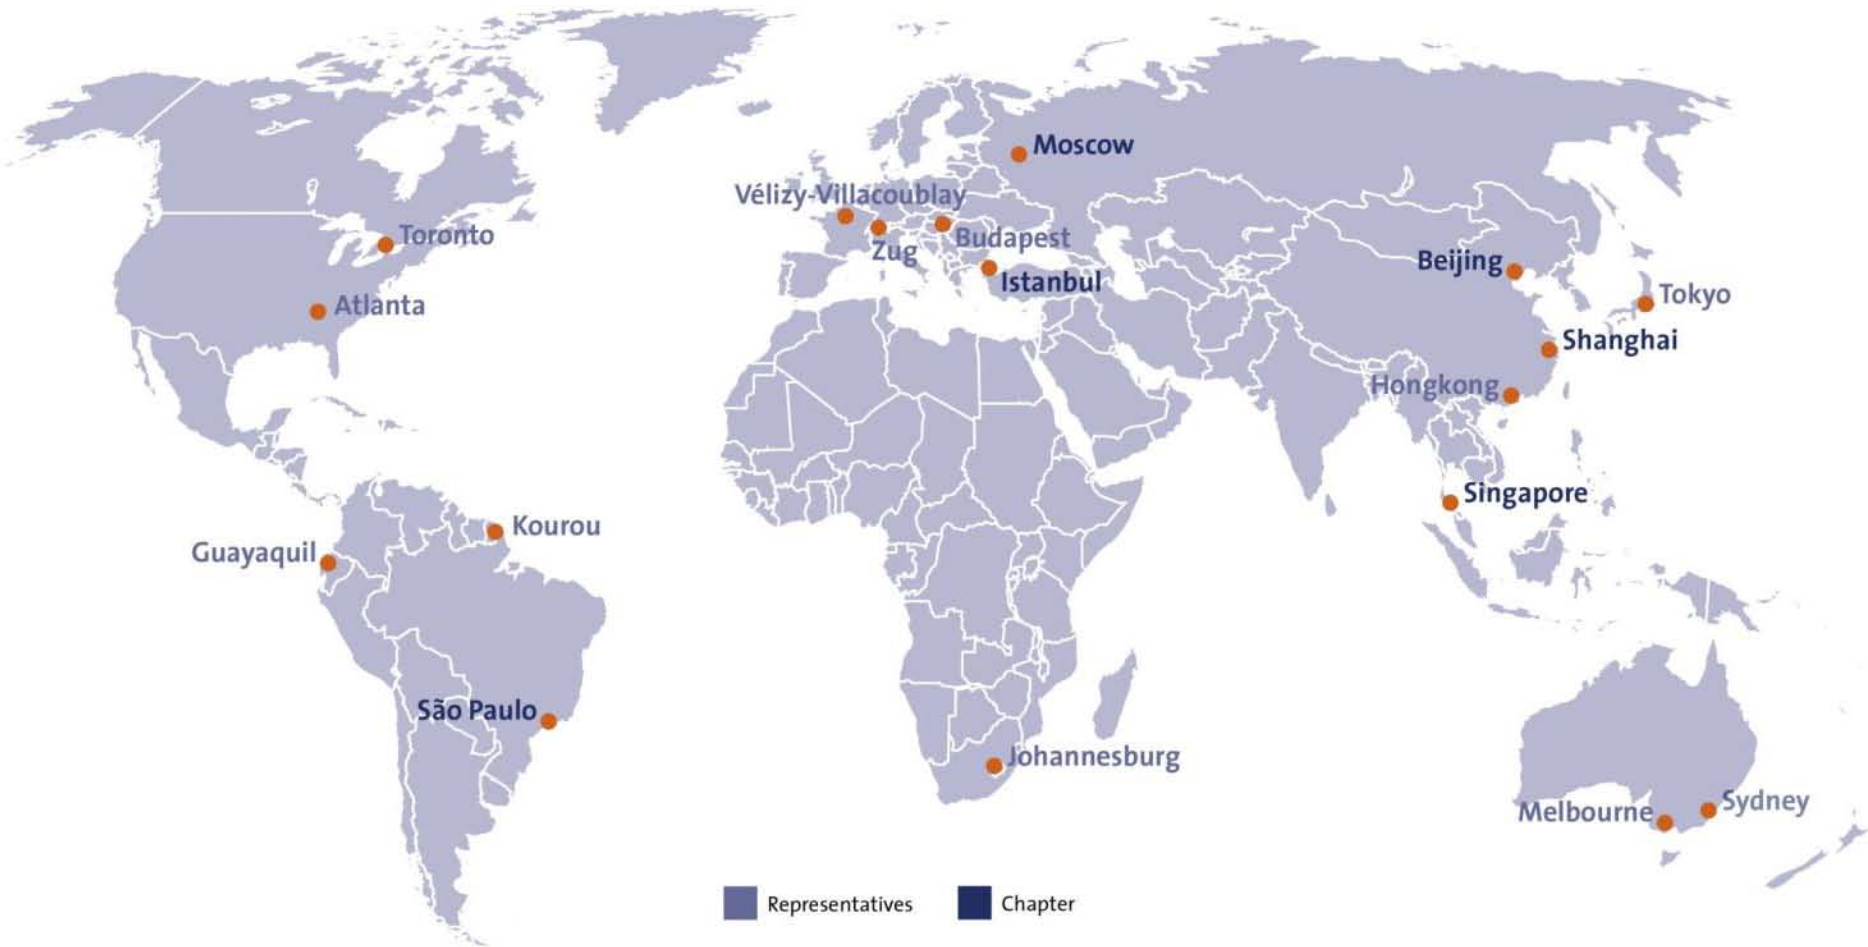 Moscow
Vélizy-Villacoublay
Toronto
Budapest
Zug
Beijing
Istanbul
Tokyo
Atlanta
Shanghai
Hongkong
Singapore
Kourou
Guayaquil
São Paulo
Johannesburg
Sydney
Melbourne
Representatives
Chapter